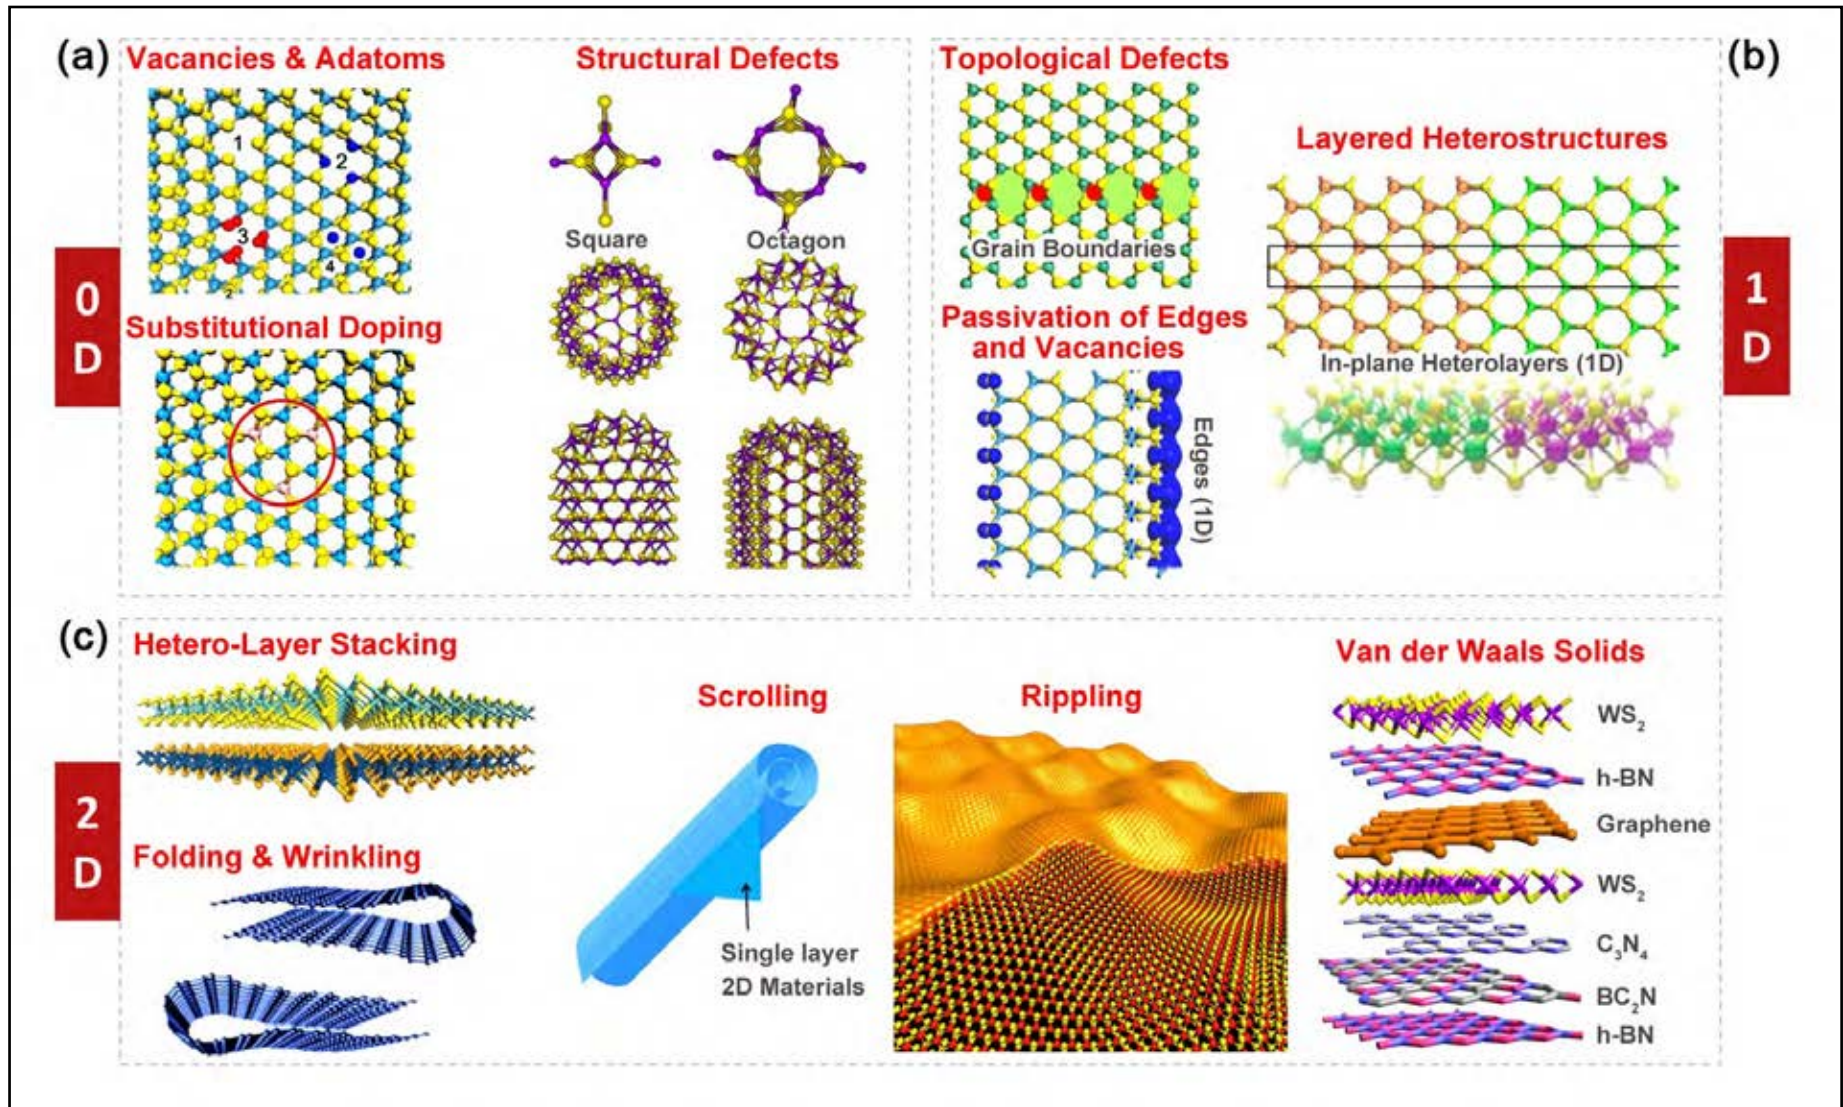 (a)
Vacancies & Adatoms
1
2
3
4
2
Substitutional Doping
0
D
Structural Defects
Square
Octagon
(b)
Topological Defects
Grain Boundaries
Passivation of Edges
and Vacancies
Edges (1D)
Layered Heterostructures
In-plane Heterolayers (1D)
1
D
(c)
Hetero-Layer Stacking
2
D
Folding & Wrinkling
Scrolling
Single layer
2D Materials
Rippling
Van der Waals Solids
WS₂
h-BN
Graphene
WS₂
C₃N₄
BC₂N
h-BN